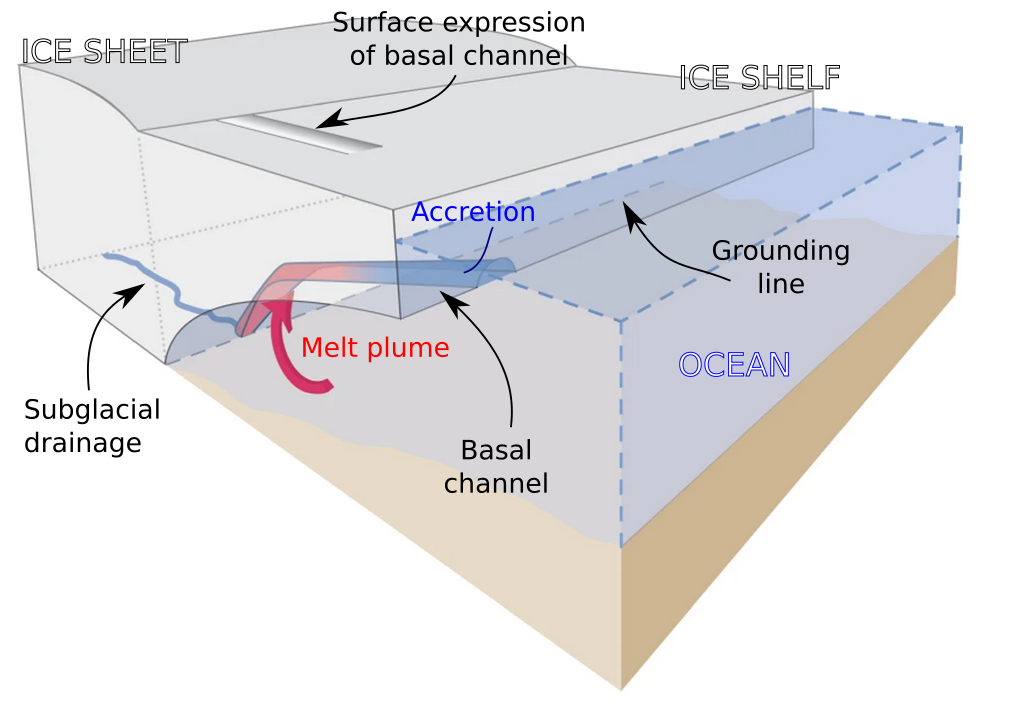 Surface expression
of basal channel
ICE SHEET
ICE SHELF
Accretion
Grounding
line
Melt plume
OCEAN
Subglacial
drainage
Basal
channel